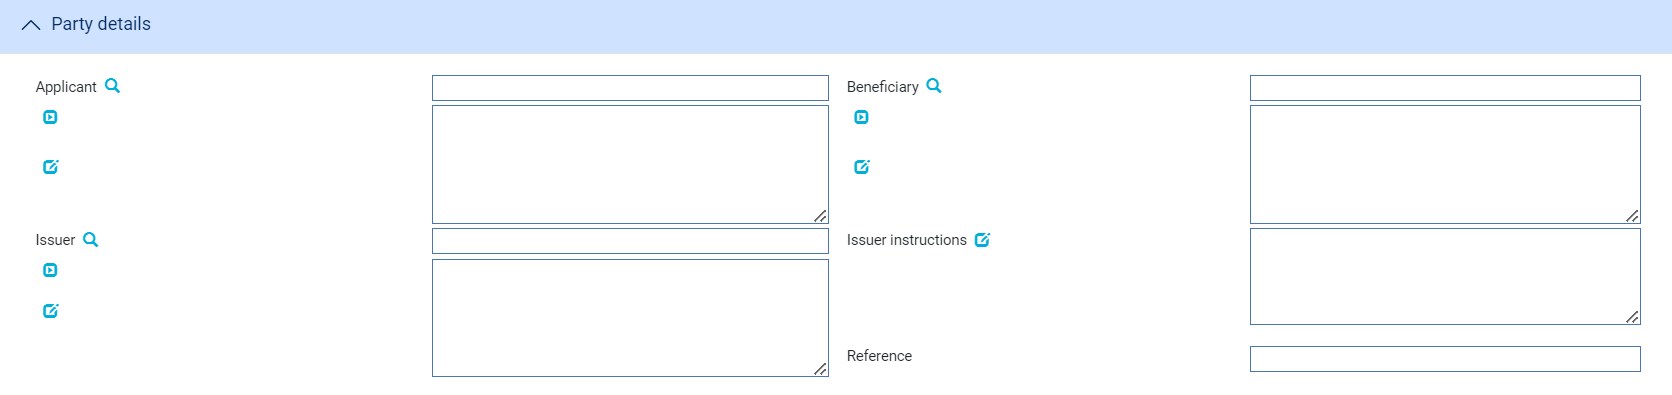 Party details
Applicant
Beneficiary
Issuer
Issuer instructions
Reference